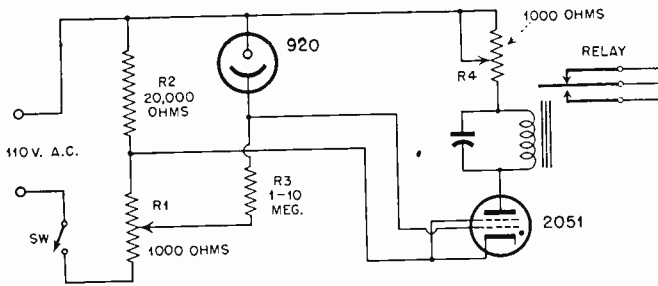 1000 OHMS
920
RELAY
R4
R2
20,000
OHMS
110 V. A.C.
R3
1-10
MEG.
R1
2051
SW
1000 OHMS